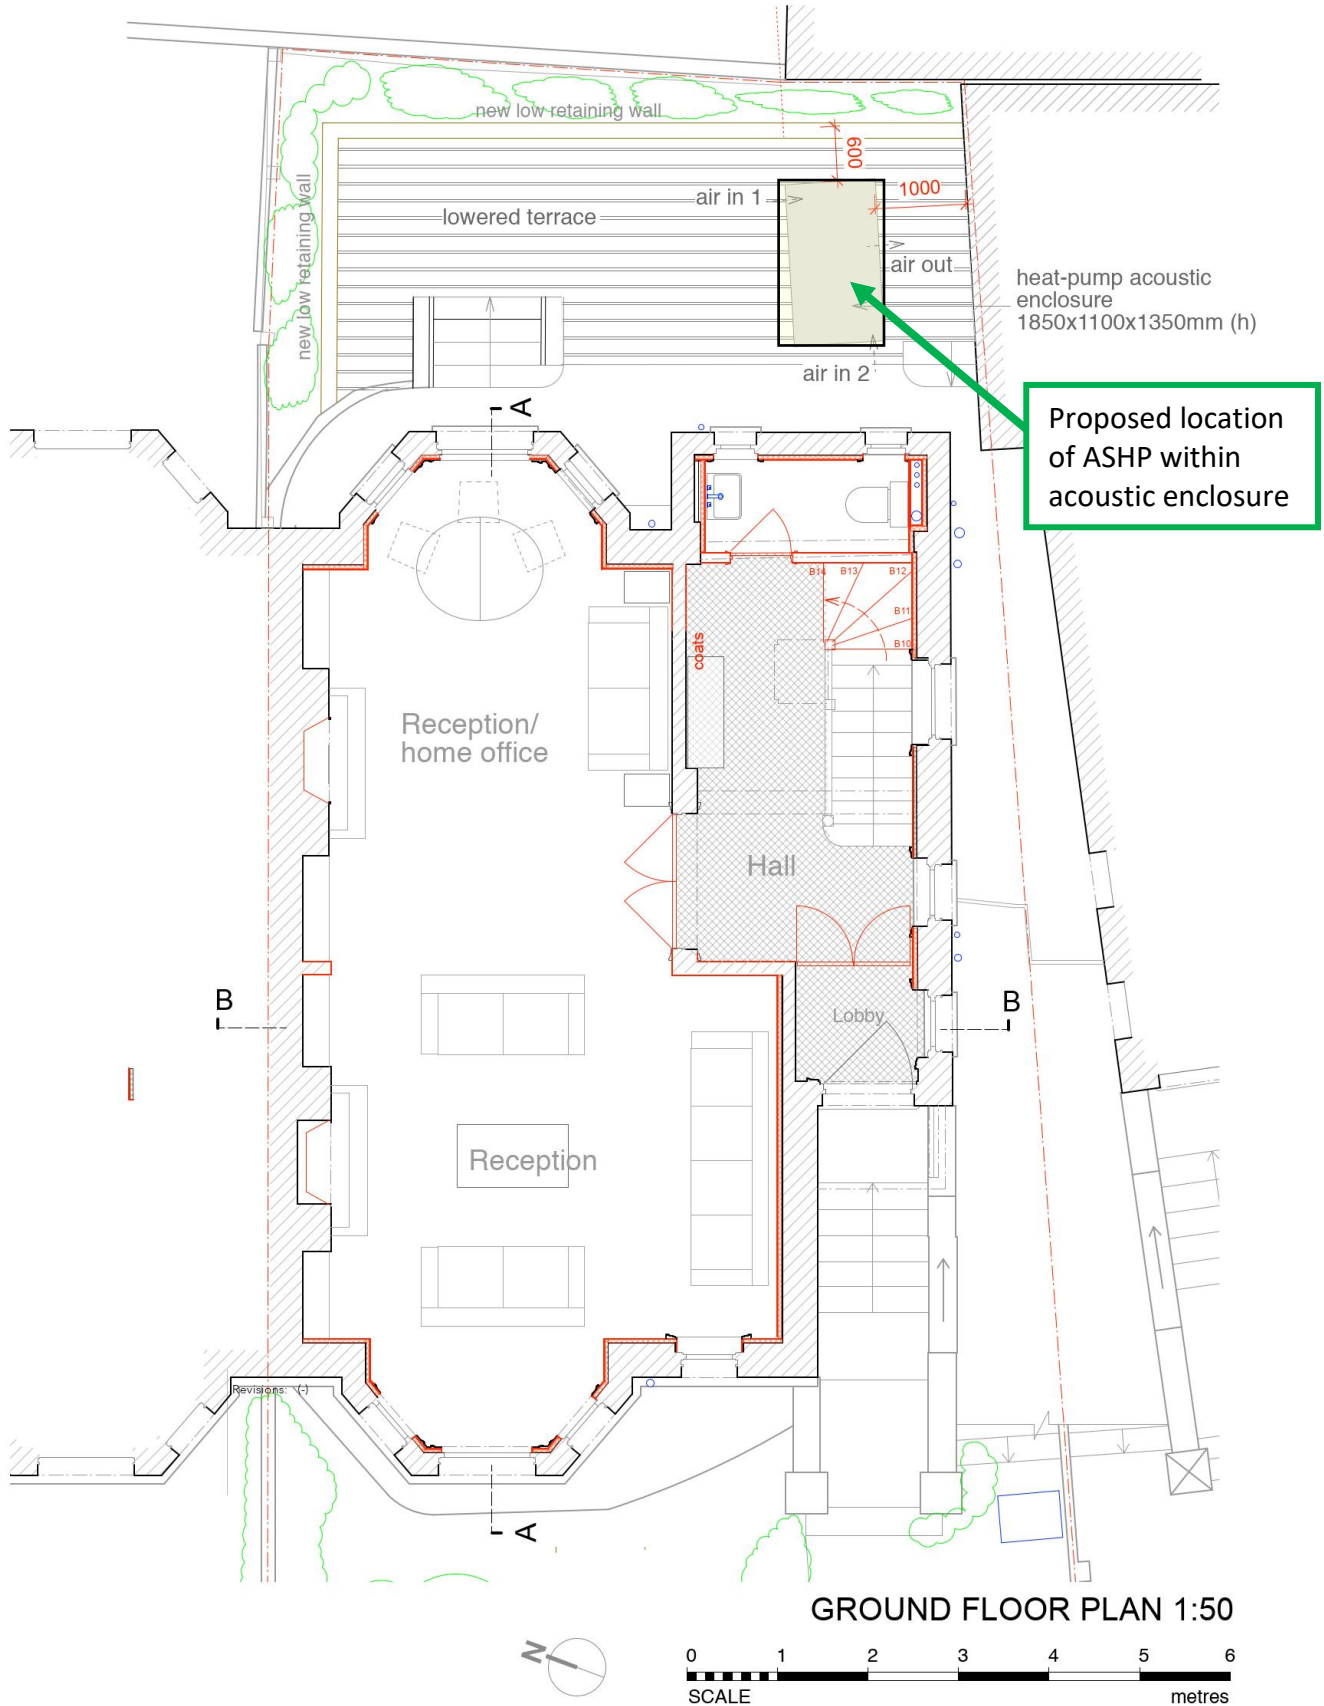 new low retaining wall
600
air in 1
1000
lowered terrace
air out
new low retaining wall
heat-pump acoustic
enclosure
1850x1100x1350mm (h)
air in 2
Proposed location
of ASHP within
acoustic enclosure
A
B14
B13
B12
B11
B10
coats
Reception/
home office
Hall
B
B
Lobby
Reception
Revisions: (-)
A
GROUND FLOOR PLAN 1:50
N
0 1 2 3 4 5 6
SCALE
metres